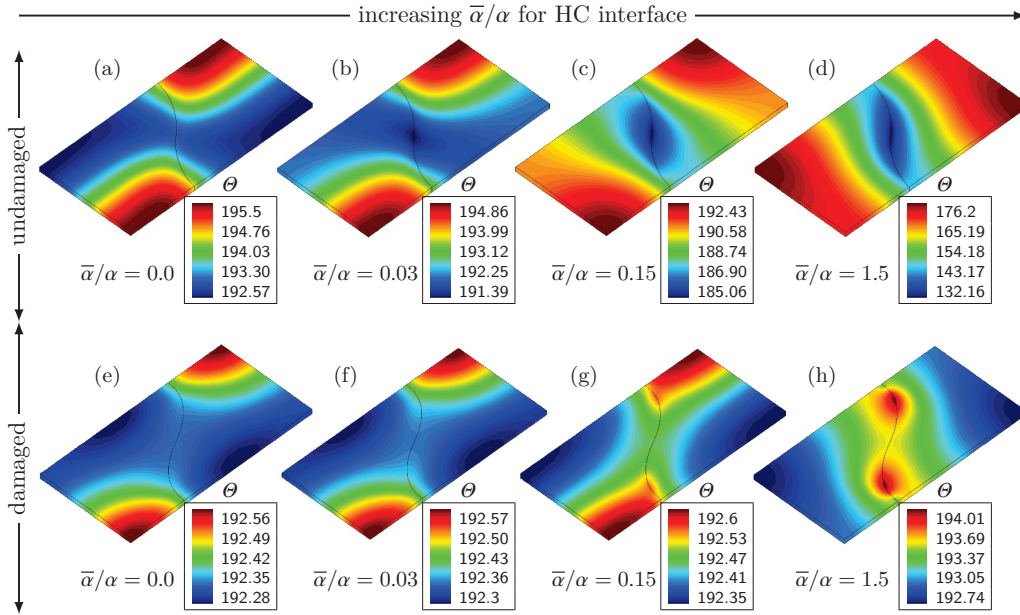 increasing α̅/α for HC interface
undamaged
(a)
Θ
195.5
194.76
194.03
193.30
192.57
α̅/α = 0.0
(b)
Θ
194.86
193.99
193.12
192.25
191.39
α̅/α = 0.03
(c)
Θ
192.43
190.58
188.74
186.90
185.06
α̅/α = 0.15
(d)
Θ
176.2
165.19
154.18
143.17
132.16
α̅/α = 1.5
damaged
(e)
Θ
192.56
192.49
192.42
192.35
192.28
α̅/α = 0.0
(f)
Θ
192.57
192.50
192.43
192.36
192.3
α̅/α = 0.03
(g)
Θ
192.6
192.53
192.47
192.41
192.35
α̅/α = 0.15
(h)
Θ
194.01
193.69
193.37
193.05
192.74
α̅/α = 1.5